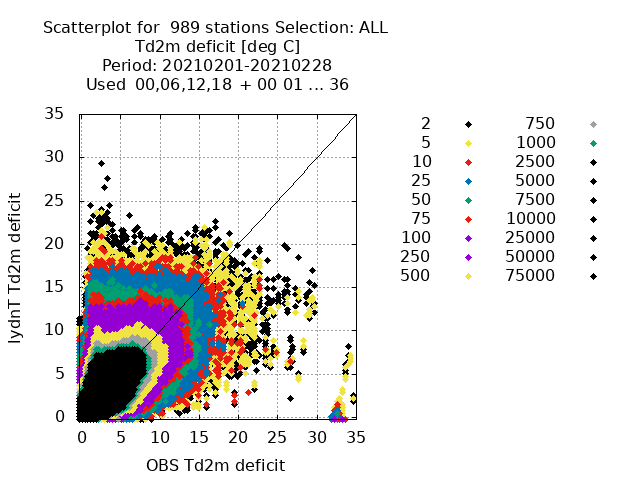 Scatterplot for  989 stations Selection: ALL
Td2m deficit [deg C]
Period: 20210201-20210228
Used  00,06,12,18  + 00 01 ... 36
35
30
25
20
15
10
5
0
IydnT Td2m deficit
0 5 10 15 20 25 30 35
OBS Td2m deficit
2 750
5 1000
10 2500
25 5000
50 7500
75 10000
100 25000
250 50000
500 75000